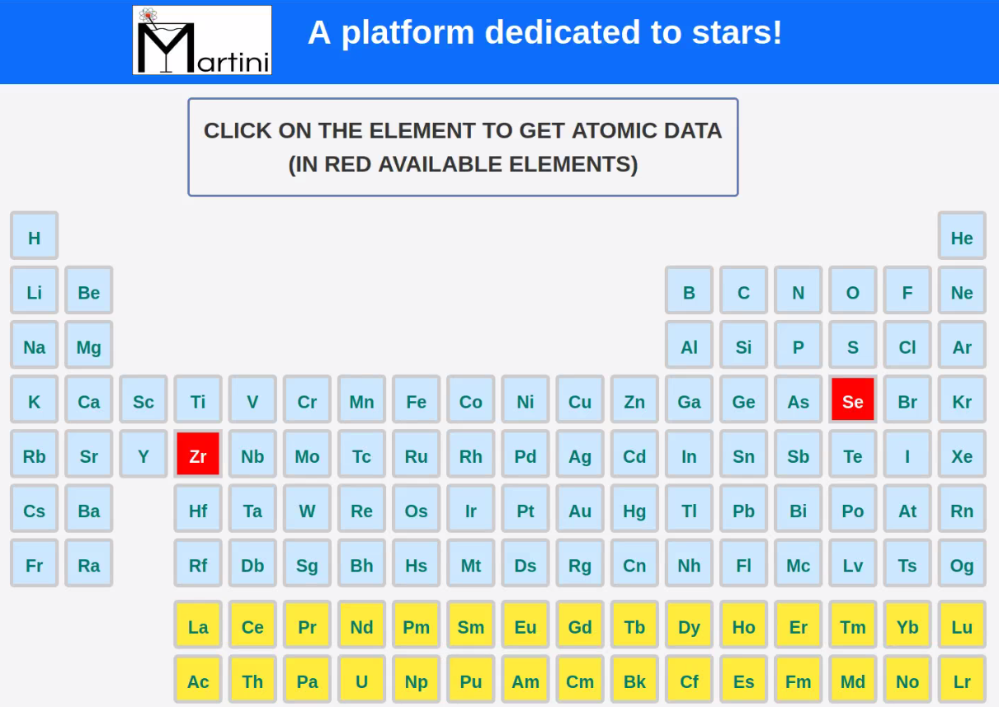 Martini
A platform dedicated to stars!
CLICK ON THE ELEMENT TO GET ATOMIC DATA
(IN RED AVAILABLE ELEMENTS)
H He
Li Be B C N O F Ne
Na Mg Al Si P S Cl Ar
K Ca Sc Ti V Cr Mn Fe Co Ni Cu Zn Ga Ge As Se Br Kr
Rb Sr Y Zr Nb Mo Tc Ru Rh Pd Ag Cd In Sn Sb Te I Xe
Cs Ba Hf Ta W Re Os Ir Pt Au Hg Tl Pb Bi Po At Rn
Fr Ra Rf Db Sg Bh Hs Mt Ds Rg Cn Nh Fl Mc Lv Ts Og
La Ce Pr Nd Pm Sm Eu Gd Tb Dy Ho Er Tm Yb Lu
Ac Th Pa U Np Pu Am Cm Bk Cf Es Fm Md No Lr